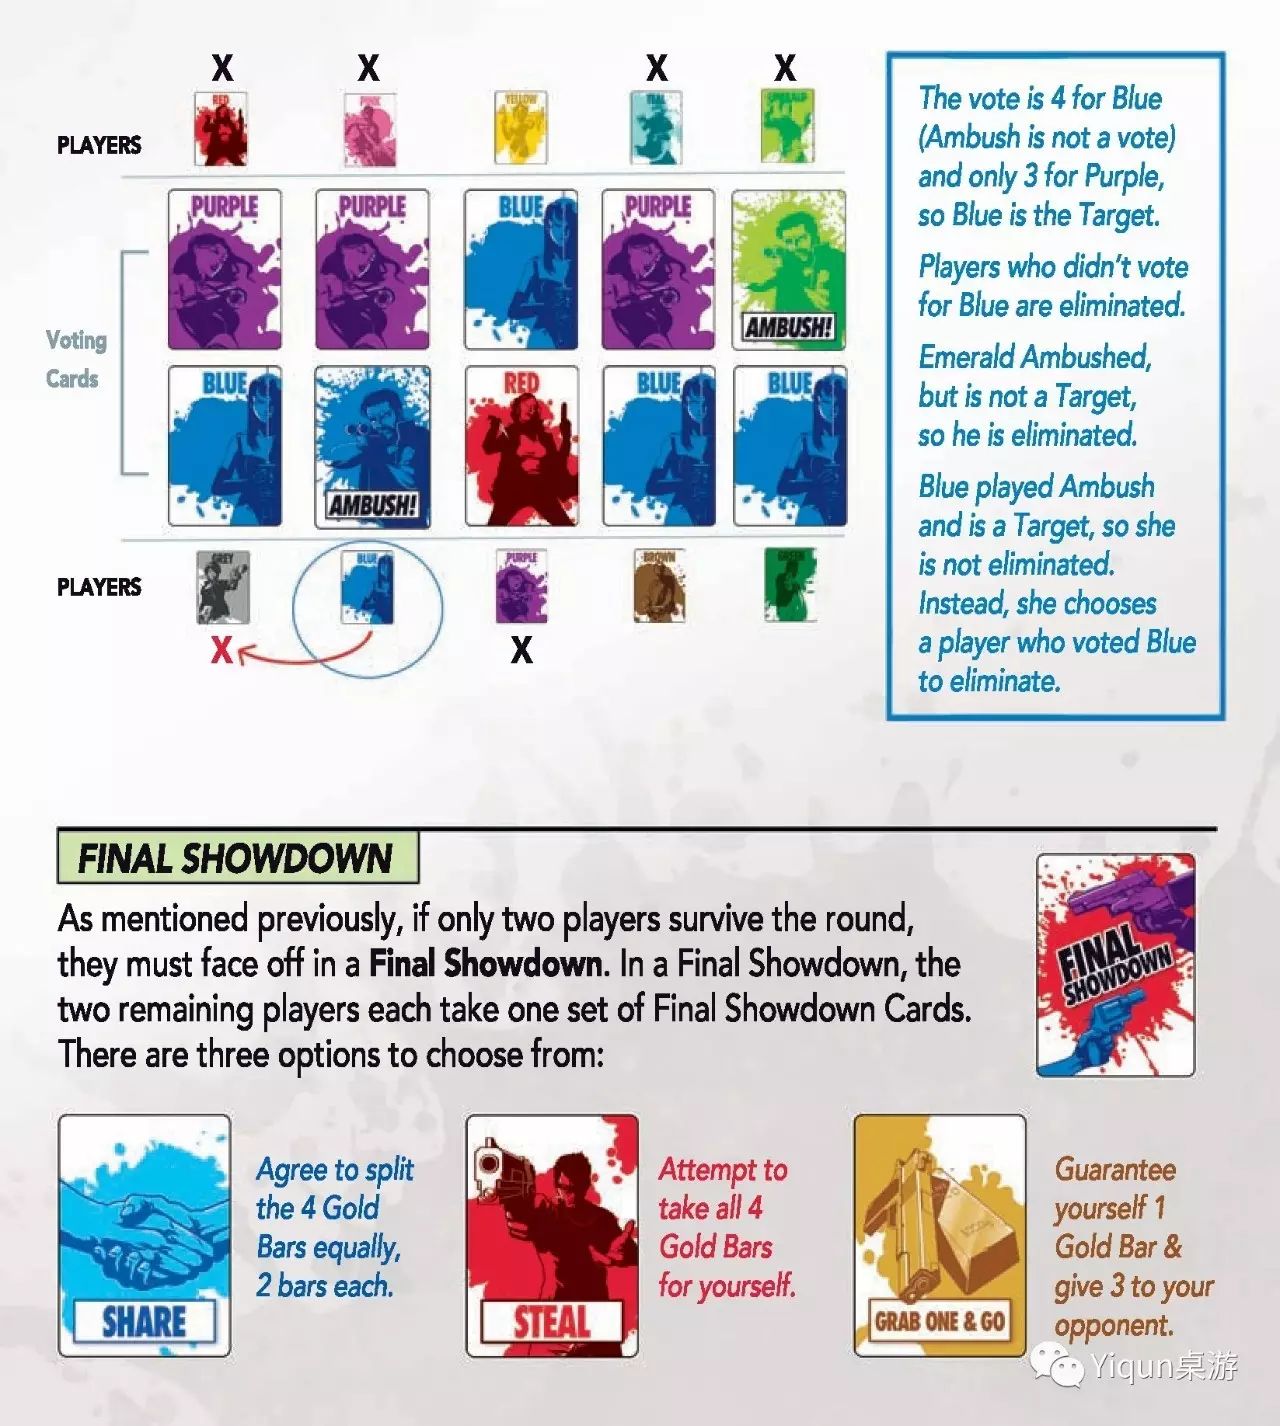 X X X X
RED PINK YELLOW TEAL EMERALD
PLAYERS
PURPLE PURPLE BLUE PURPLE
AMBUSH!
Voting
Cards
BLUE RED BLUE BLUE
AMBUSH!
GREY BLUE PURPLE BROWN GREEN
PLAYERS
X X
The vote is 4 for Blue
(Ambush is not a vote)
and only 3 for Purple,
so Blue is the Target.
Players who didn't vote
for Blue are eliminated.
Emerald Ambushed,
but is not a Target,
so he is eliminated.
Blue played Ambush
and is a Target, so she
is not eliminated.
Instead, she chooses
a player who voted Blue
to eliminate.
FINAL SHOWDOWN
As mentioned previously, if only two players survive the round,
they must face off in a Final Showdown. In a Final Showdown, the
two remaining players each take one set of Final Showdown Cards.
There are three options to choose from:
FINAL
SHOWDOWN
Agree to split
the 4 Gold
Bars equally,
2 bars each.
SHARE
Attempt to
take all 4
Gold Bars
for yourself.
STEAL
Guarantee
yourself 1
Gold Bar &
give 3 to your
opponent.
GRAB ONE & GO
Yiqun桌游